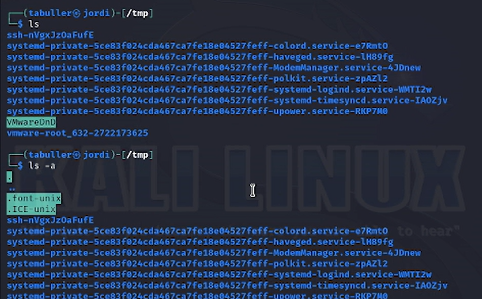 ┌──(tabuller㉿jordi)-[/tmp]
└─$ ls
ssh-nVgxJzOaFufE
systemd-private-5ce83f024cda467ca7fe18e04527feff-colord.service-e7RmtO
systemd-private-5ce83f024cda467ca7fe18e04527feff-haveged.service-lH89fg
systemd-private-5ce83f024cda467ca7fe18e04527feff-ModemManager.service-4JDnew
systemd-private-5ce83f024cda467ca7fe18e04527feff-polkit.service-zpAZl2
systemd-private-5ce83f024cda467ca7fe18e04527feff-systemd-logind.service-WMTI2w
systemd-private-5ce83f024cda467ca7fe18e04527feff-systemd-timesyncd.service-IAOZjv
systemd-private-5ce83f024cda467ca7fe18e04527feff-upower.service-RKP7M0
VMwareDnD
vmware-root_632-2722173625
┌──(tabuller㉿jordi)-[/tmp]
└─$ ls -a
.
..
.font-unix
.ICE-unix
KALI LINUX
ssh-nVgxJzOaFufE
to hear"
systemd-private-5ce83f024cda467ca7fe18e04527feff-colord.service-e7RmtO
systemd-private-5ce83f024cda467ca7fe18e04527feff-haveged.service-lH89fg
systemd-private-5ce83f024cda467ca7fe18e04527feff-ModemManager.service-4JDnew
systemd-private-5ce83f024cda467ca7fe18e04527feff-polkit.service-zpAZl2
systemd-private-5ce83f024cda467ca7fe18e04527feff-systemd-logind.service-WMTI2w
systemd-private-5ce83f024cda467ca7fe18e04527feff-systemd-timesyncd.service-IAOZjv
systemd-private-5ce83f024cda467ca7fe18e04527feff-upower.service-RKP7M0